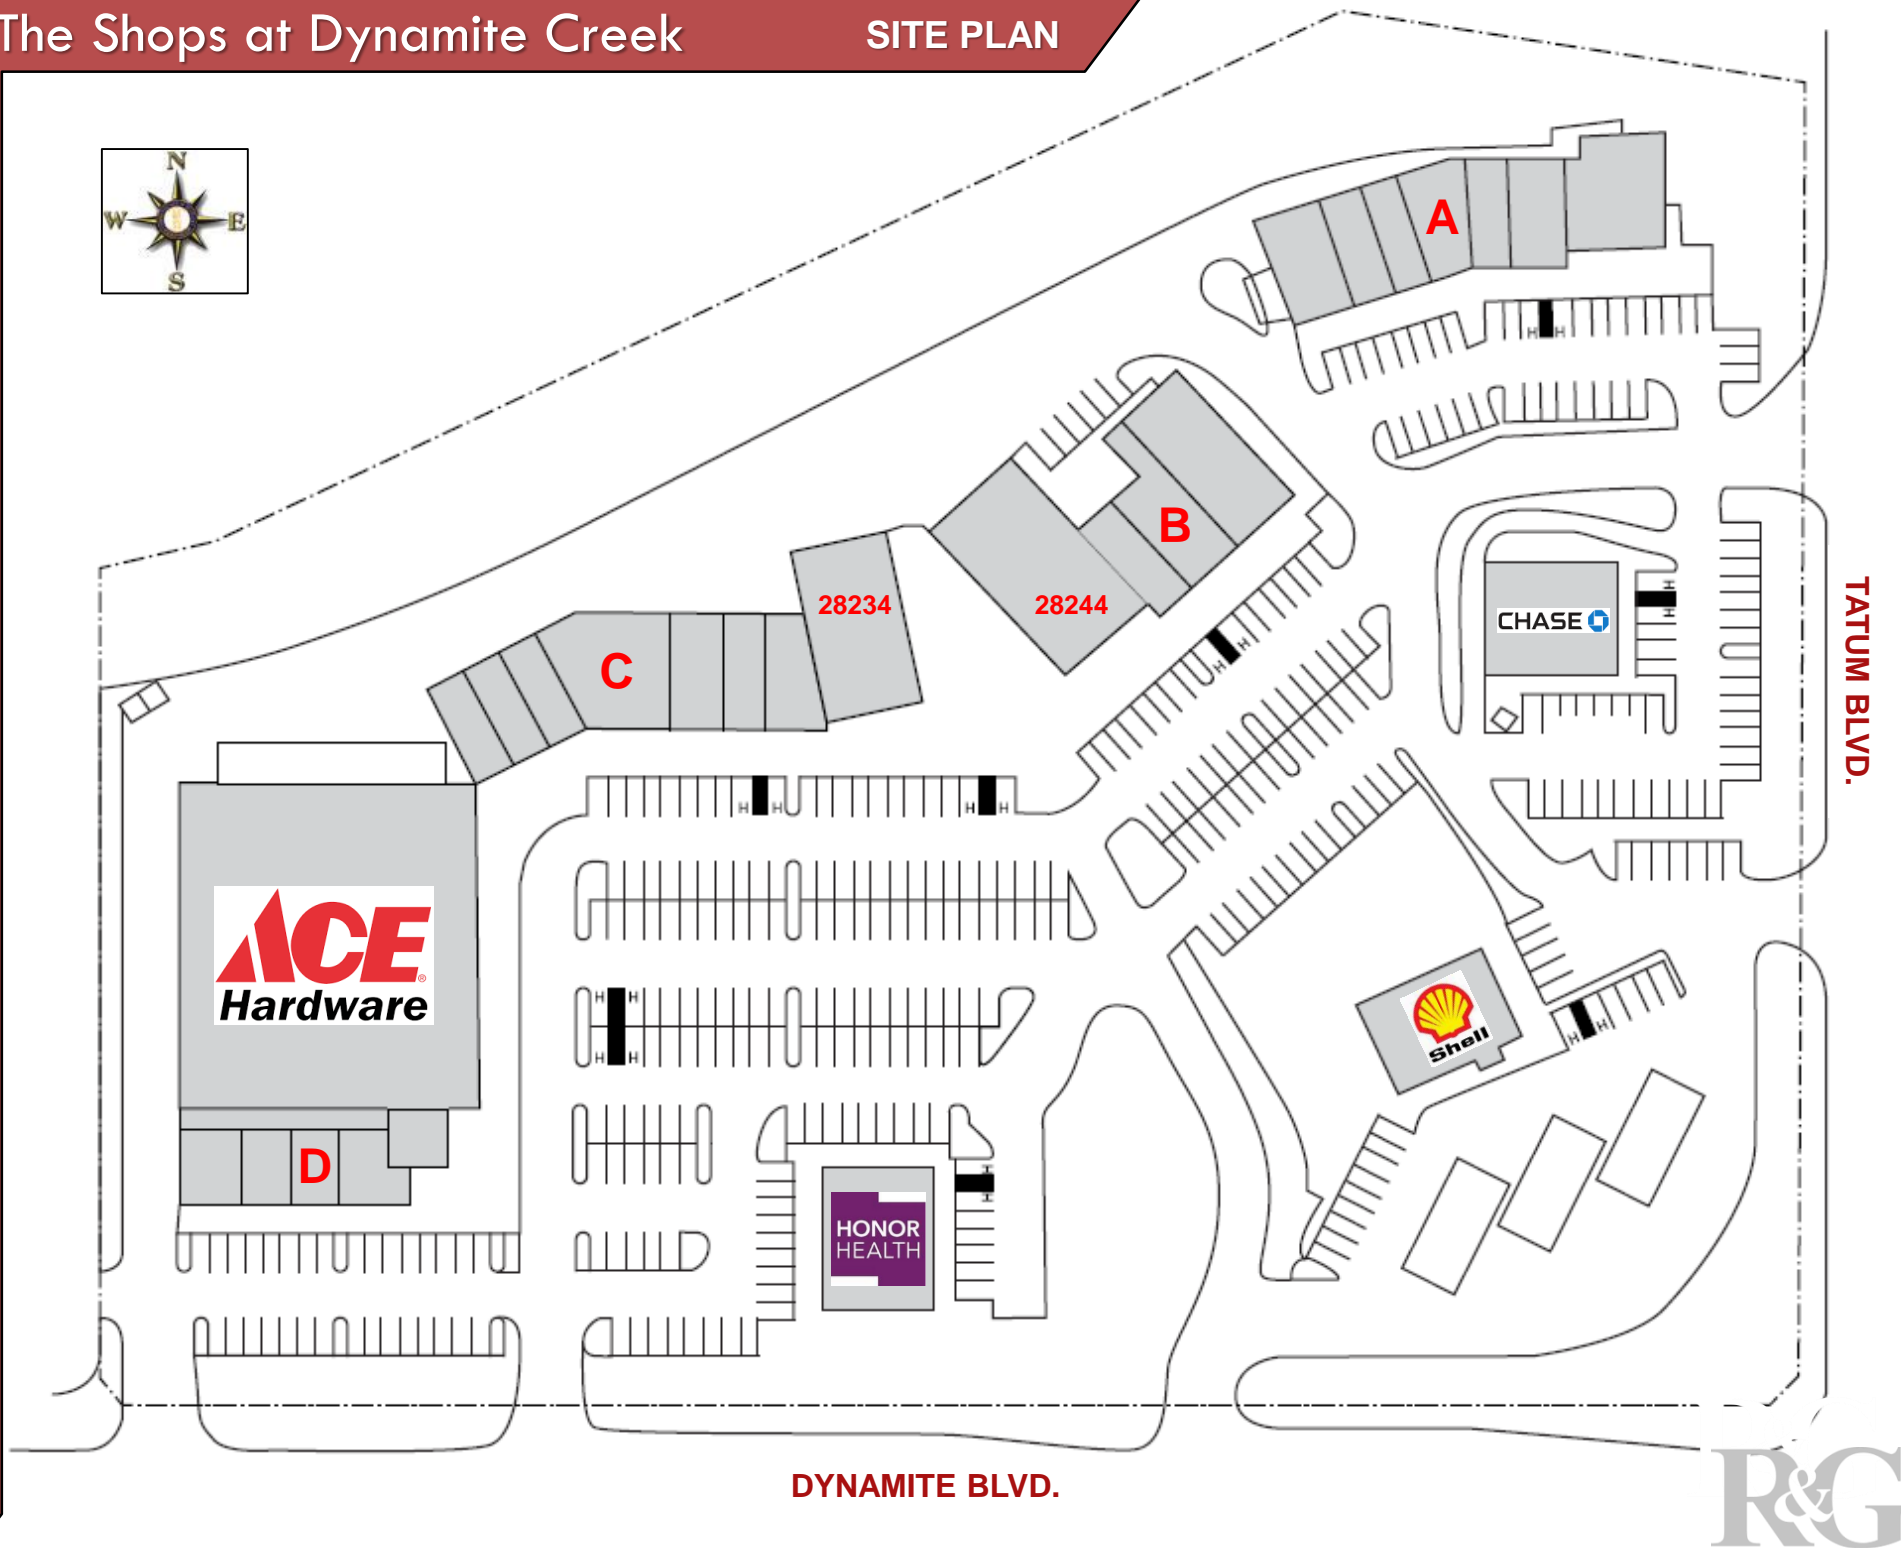 The Shops at Dynamite Creek
SITE PLAN
N
W E
S
A
B
28234
28244
C
CHASE
TATUM BLVD.
H H
H H
H H
H H
H
H
H
H
ACE
Hardware
®
H H
H H
Shell
H H
D
H
H
HONOR
HEALTH
DYNAMITE BLVD.
R&G